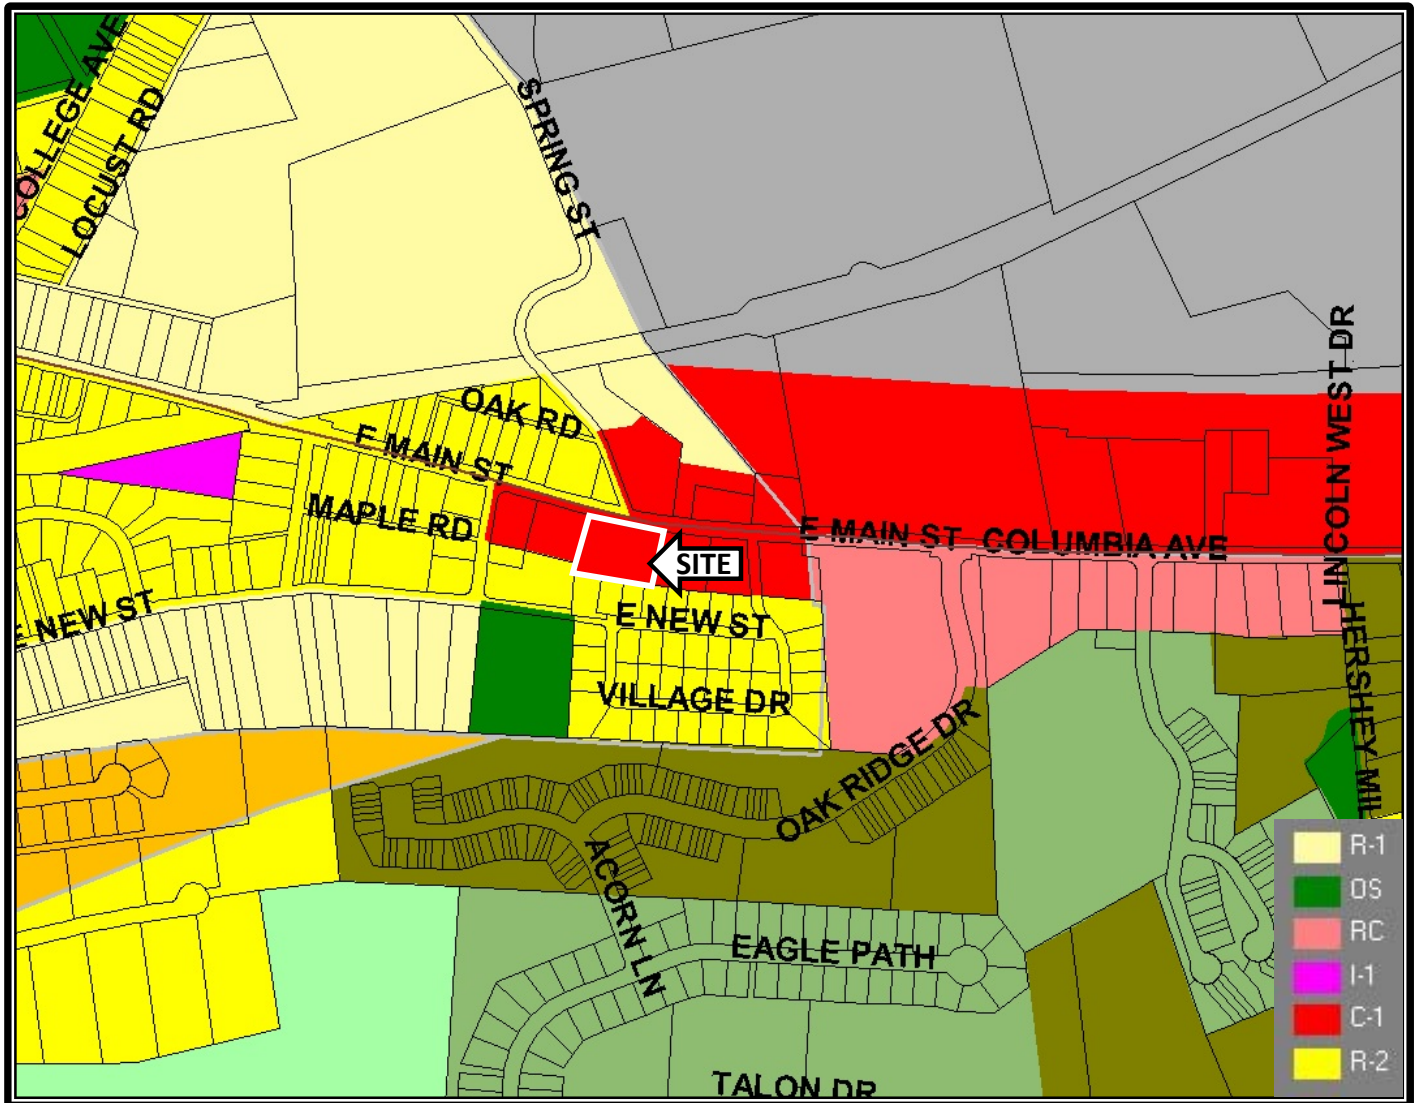 COLLEGE AVE
LOCUST RD
SPRING ST
LINCOLN WEST DR
OAK RD
E MAIN ST
MAPLE RD
E MAIN ST
COLUMBIA AVE
SITE
E NEW ST
E NEW ST
VILLAGE DR
HERSHEY MIL
OAK RIDGE DR
ACORN LN
EAGLE PATH
TALON DR
R-1
OS
RC
I-1
C-1
R-2